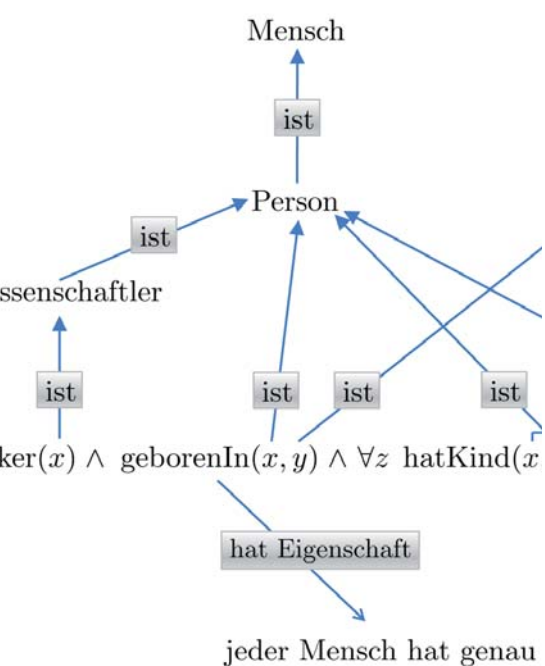 Mensch
ist
Person
ist
ssenschaftler
ist ist ist ist
ker(x) ∧ geborenIn(x, y) ∧ ∀z hatKind(x
hat Eigenschaft
jeder Mensch hat genau